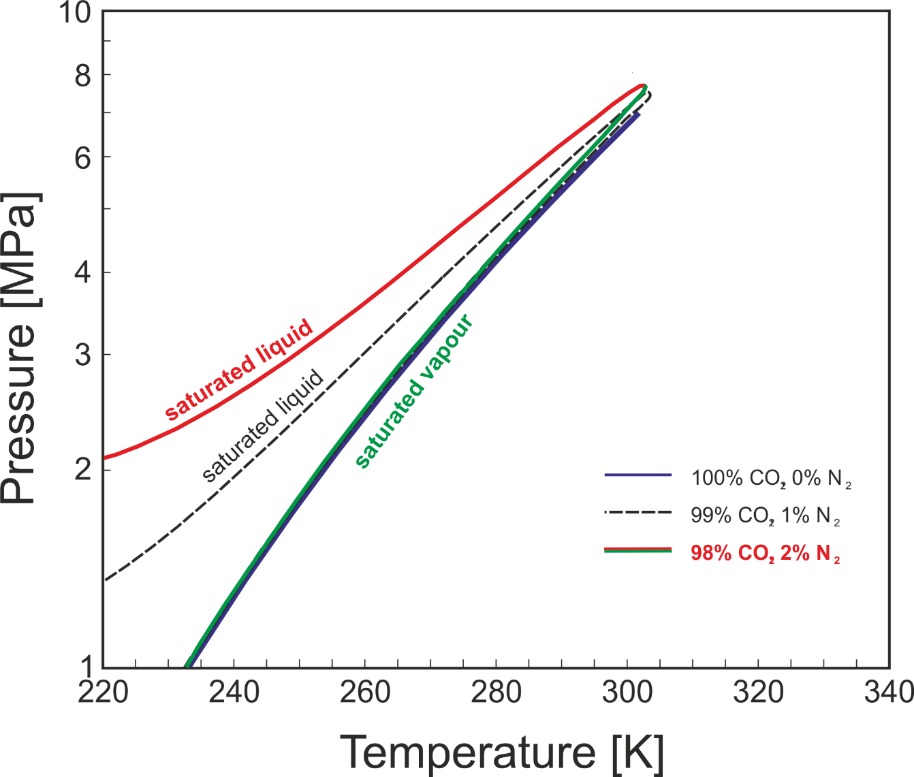 10
8
6
4
3
2
1
Pressure [MPa]
saturated liquid
saturated liquid
saturated vapour
100% CO₂ 0% N₂
99% CO₂ 1% N₂
98% CO₂ 2% N₂
220 240 260 280 300 320 340
Temperature [K]